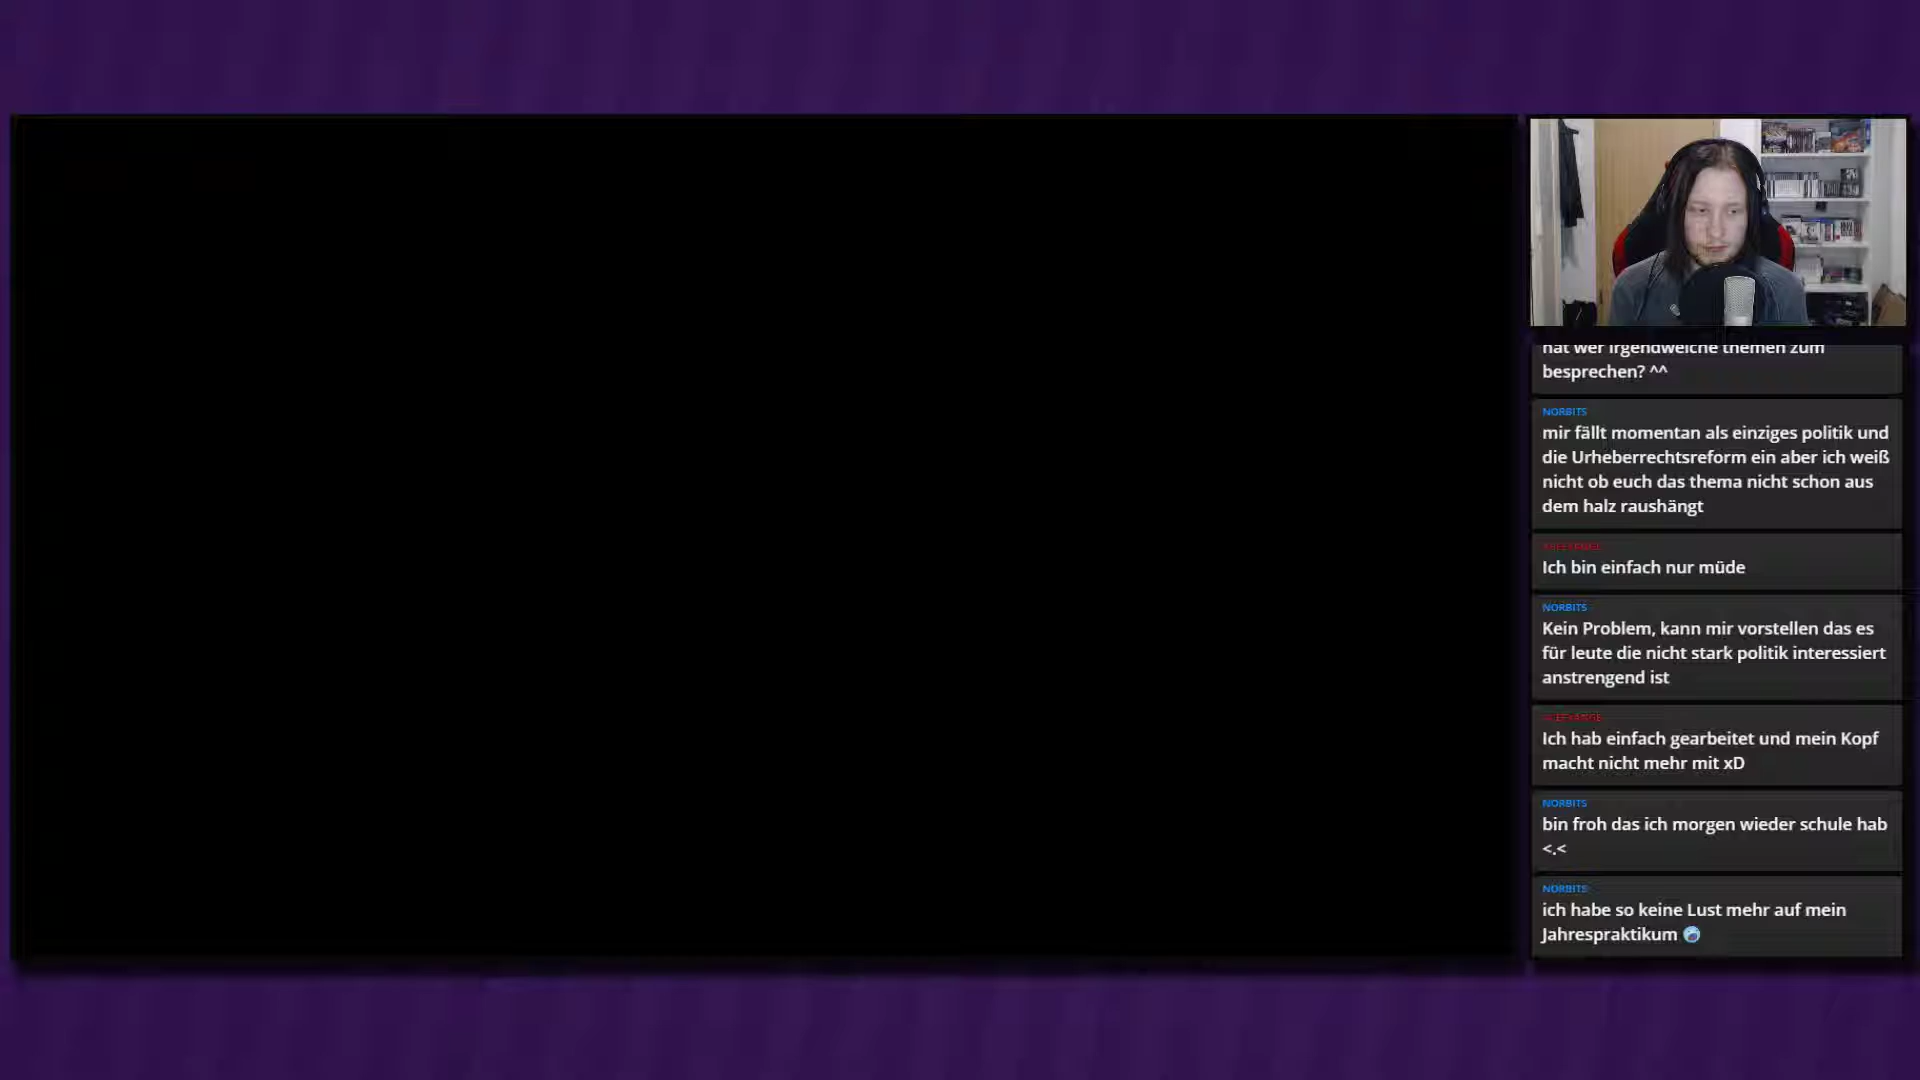 hat wer irgendwelche themen zum
besprechen? ^^
NORBITS
mir fällt momentan als einziges politik und
die Urheberrechtsreform ein aber ich weiß
nicht ob euch das thema nicht schon aus
dem halz raushängt
Ich bin einfach nur müde
NORBITS
Kein Problem, kann mir vorstellen das es
für leute die nicht stark politik interessiert
anstrengend ist
Ich hab einfach gearbeitet und mein Kopf
macht nicht mehr mit xD
NORBITS
bin froh das ich morgen wieder schule hab
<.<
NORBITS
ich habe so keine Lust mehr auf mein
Jahrespraktikum